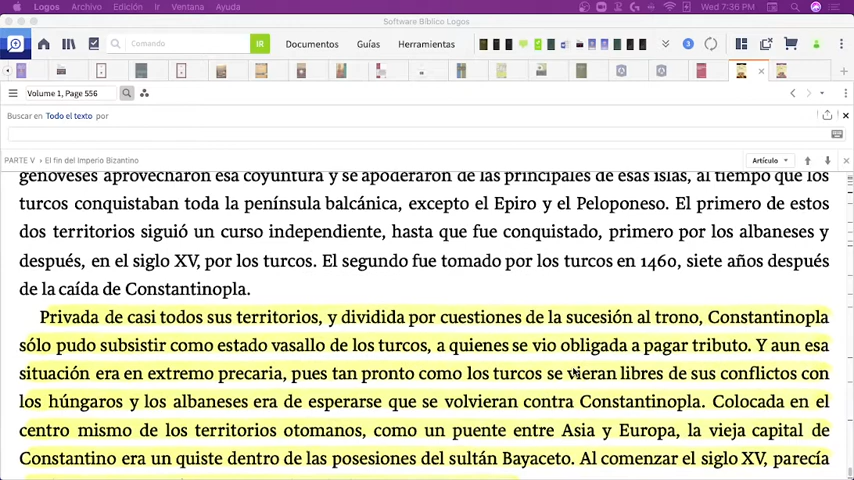 Logos Archivo Edición Ir Ventana Ayuda Wed 7:36 PM
Software Bíblico Logos
Comando IR Documentos Guías Herramientas 3
Volume 1, Page 556
Buscar en Todo el texto por
PARTE V › El fin del Imperio Bizantino Artículo
genoveses aprovecharon esa coyuntura y se apoderaron de las principales de esas islas, al tiempo que los
turcos conquistaban toda la península balcánica, excepto el Epiro y el Peloponeso. El primero de estos
dos territorios siguió un curso independiente, hasta que fue conquistado, primero por los albaneses y
después, en el siglo XV, por los turcos. El segundo fue tomado por los turcos en 1460, siete años después
de la caída de Constantinopla.
Privada de casi todos sus territorios, y dividida por cuestiones de la sucesión al trono, Constantinopla
sólo pudo subsistir como estado vasallo de los turcos, a quienes se vio obligada a pagar tributo. Y aun esa
situación era en extremo precaria, pues tan pronto como los turcos se vieran libres de sus conflictos con
los húngaros y los albaneses era de esperarse que se volvieran contra Constantinopla. Colocada en el
centro mismo de los territorios otomanos, como un puente entre Asia y Europa, la vieja capital de
Constantino era un quiste dentro de las posesiones del sultán Bayaceto. Al comenzar el siglo XV, parecía